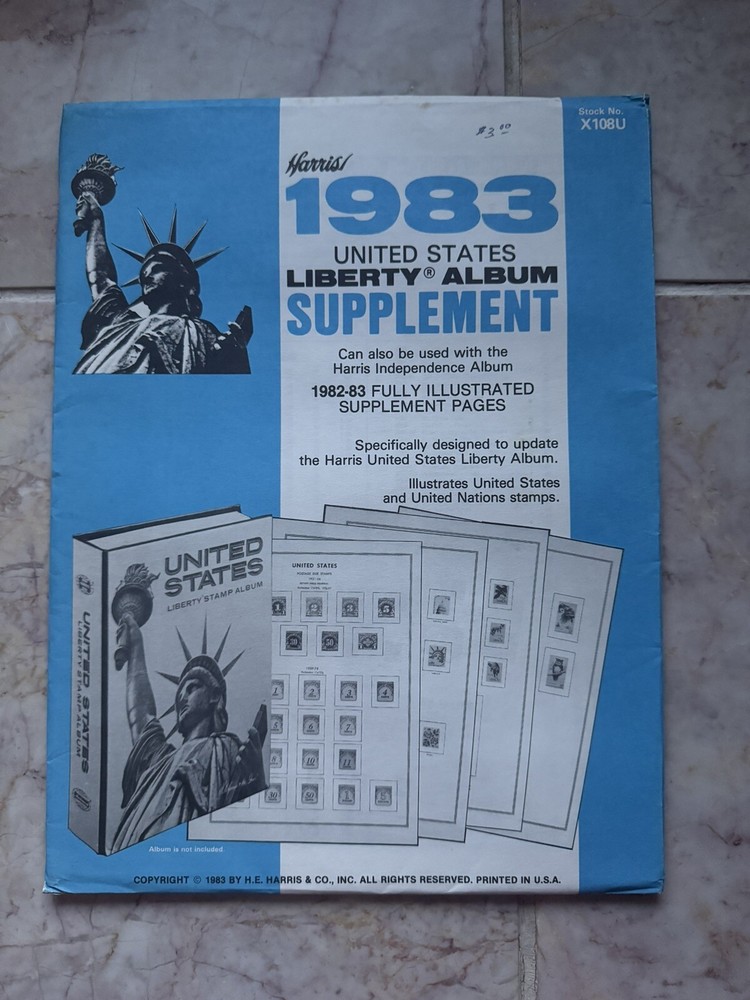 Stock No.
X108U
$3.00
Harris
1983
UNITED STATES
LIBERTY® ALBUM
SUPPLEMENT
Can also be used with the
Harris Independence Album
1982-83 FULLY ILLUSTRATED
SUPPLEMENT PAGES
Specifically designed to update
the Harris United States Liberty Album.
Illustrates United States
and United Nations stamps.
UNITED
STATES
LIBERTY STAMP ALBUM
UNITED STATES
LIBERTY STAMP ALBUM
UNITED STATES
Album is not included
COPYRIGHT © 1983 BY H.E. HARRIS & CO., INC. ALL RIGHTS RESERVED. PRINTED IN U.S.A.